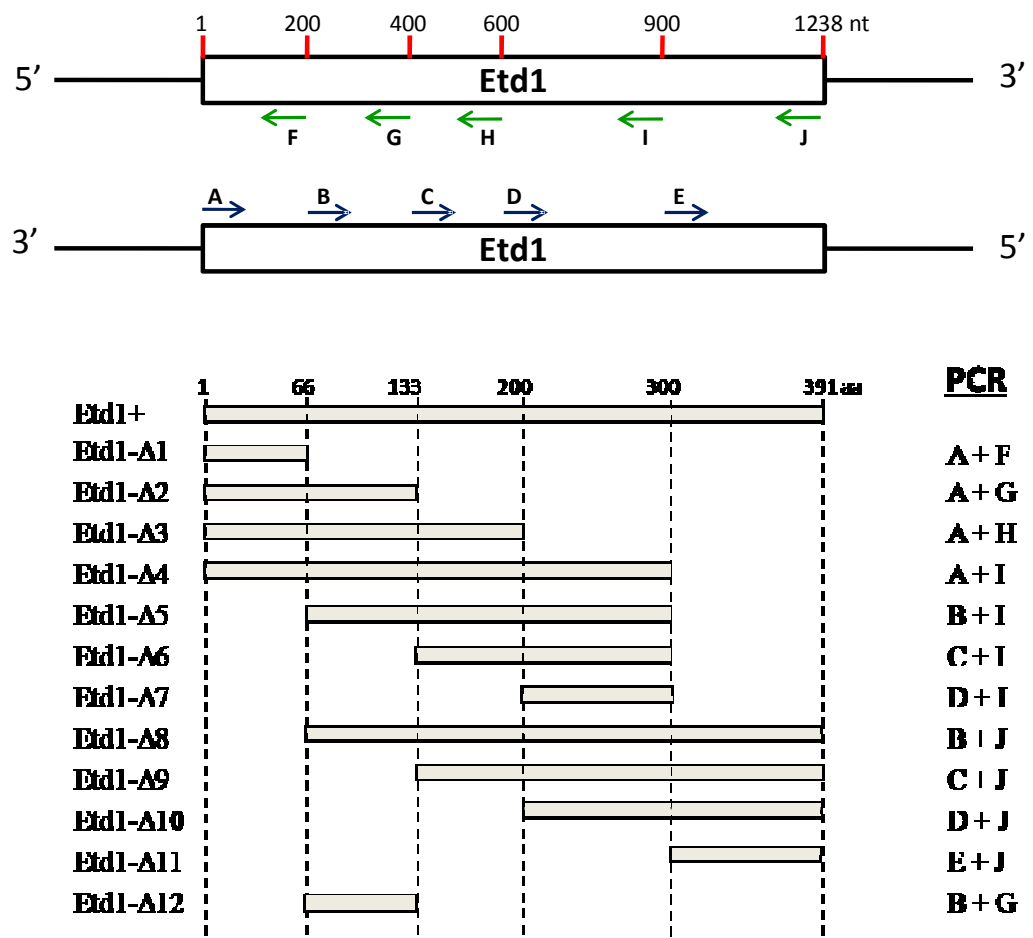 1 200 400 600 900 1238 nt
5’ Etd1 3’
F G H I J
A B C D E
3’ Etd1 5’
PCR
1 66 133 200 300 391 aa
Etd1+
Etd1-Δ1 A + F
Etd1-Δ2 A + G
Etd1-Δ3 A + H
Etd1-Δ4 A + I
Etd1-Δ5 B + I
Etd1-Δ6 C + I
Etd1-Δ7 D + I
Etd1-Δ8 B + J
Etd1-Δ9 C + J
Etd1-Δ10 D + J
Etd1-Δ11 E + J
Etd1-Δ12 B + G